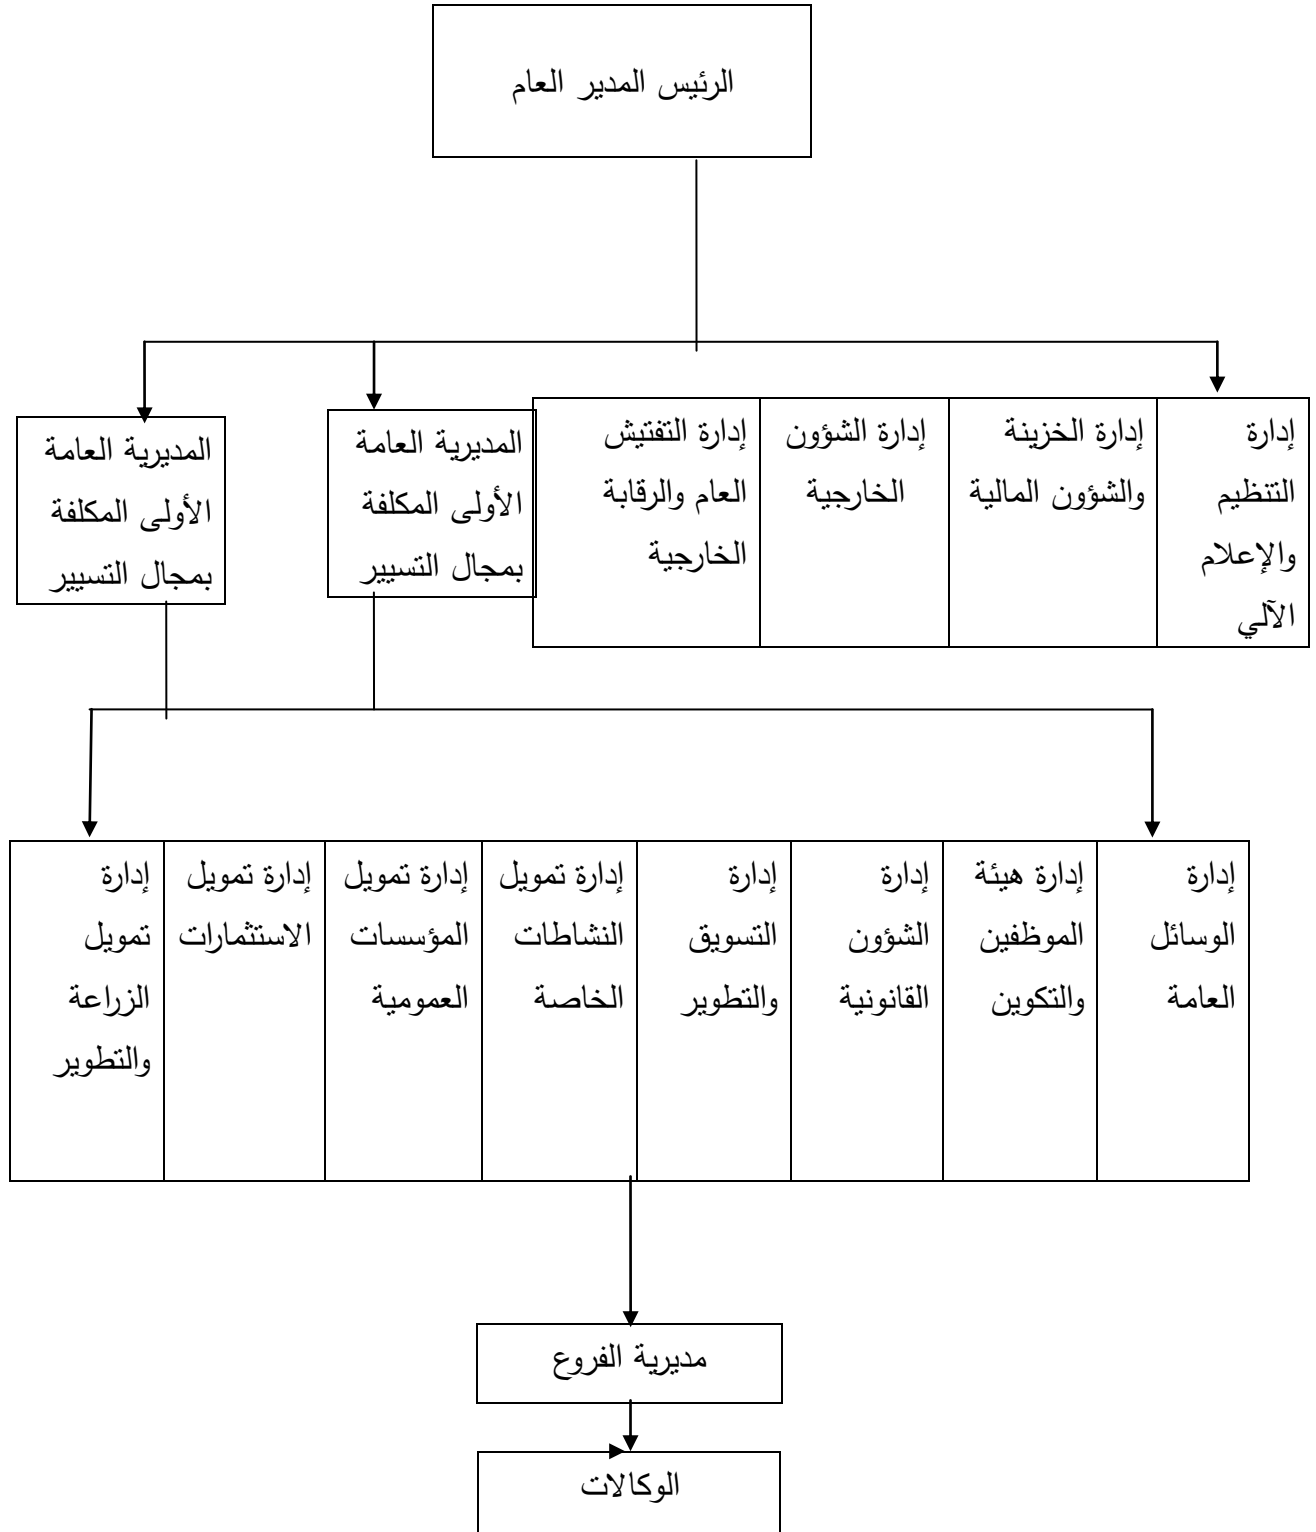 الرئيس المدير العام
إدارة
التنظيم
والإعلام
الآلي
إدارة الخزينة
والشؤون المالية
إدارة الشؤون
الخارجية
إدارة التفتيش
العام والرقابة
الخارجية
المديرية العامة
الأولى المكلفة
بمجال التسيير
المديرية العامة
الأولى المكلفة
بمجال التسيير
إدارة
الوسائل
العامة
إدارة هيئة
الموظفين
والتكوين
إدارة
الشؤون
القانونية
إدارة
التسويق
والتطوير
إدارة تمويل
النشاطات
الخاصة
إدارة تمويل
المؤسسات
العمومية
إدارة تمويل
الاستثمارات
إدارة
تمويل
الزراعة
والتطوير
مديرية الفروع
الوكالات